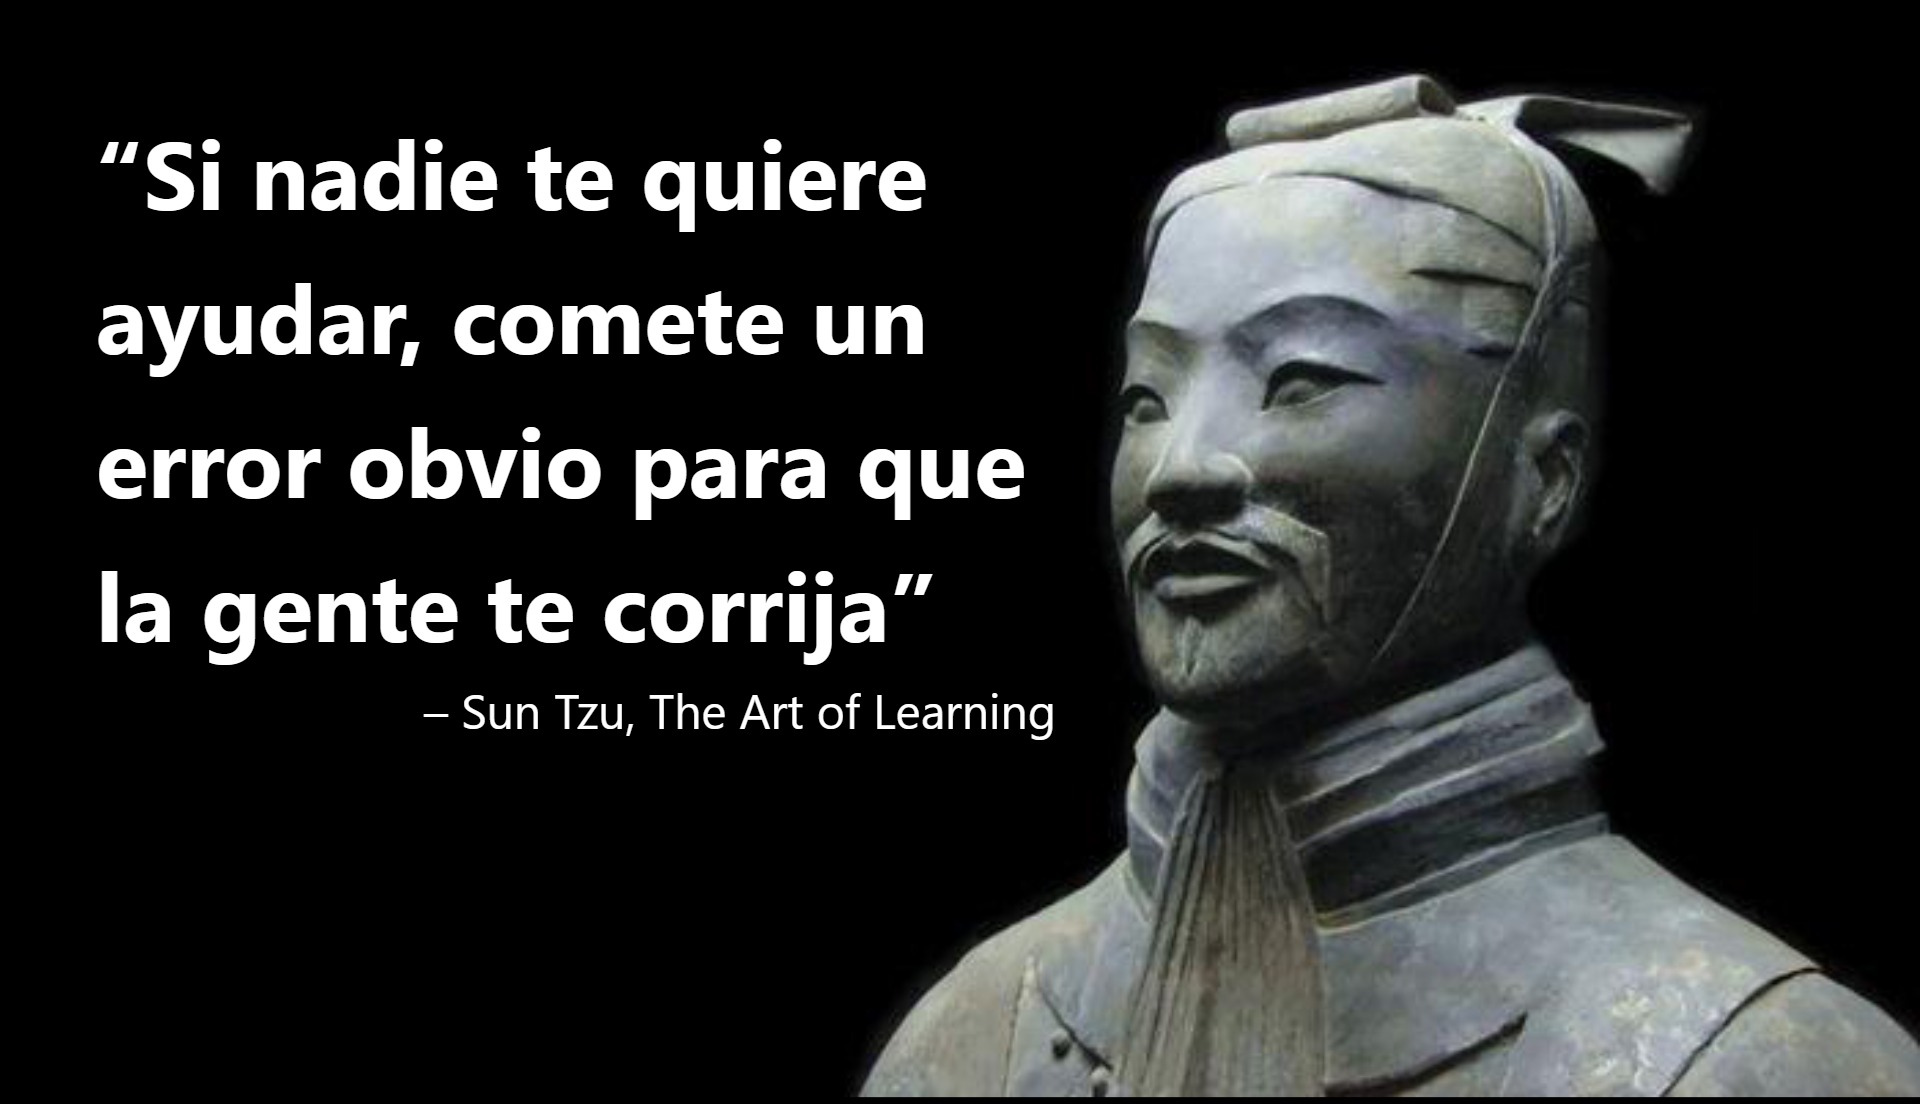 “Si nadie te quiere
ayudar, comete un
error obvio para que
la gente te corrija”
– Sun Tzu, The Art of Learning